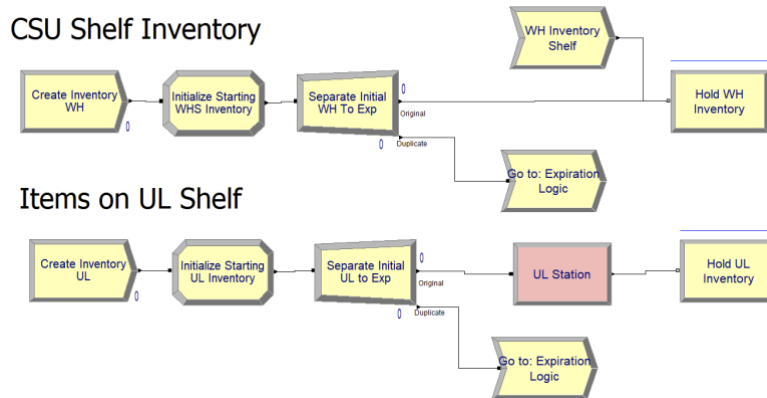 CSU Shelf Inventory
WH Inventory
Shelf
Create Inventory
WH
0
Initialize Starting
WHS Inventory
Separate Initial
WH To Exp
0
Original
0
Duplicate
Hold WH
Inventory
Go to: Expiration
Logic
Items on UL Shelf
Create Inventory
UL
0
Initialize Starting
UL Inventory
Separate Initial
UL to Exp
0
Original
0
Duplicate
UL Station
Hold UL
Inventory
Go to: Expiration
Logic